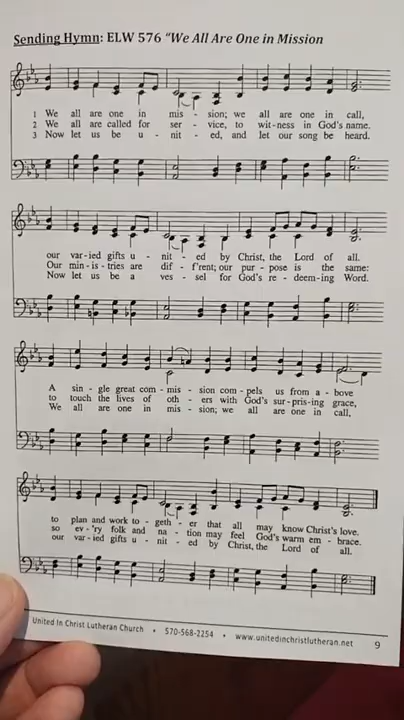 Sending Hymn: ELW 576 "We All Are One in Mission
1 We all are one in mis - sion; we all are one in call,
2 We all are called for ser - vice, to wit - ness in God's name.
3 Now let us be u - nit - ed, and let our song be heard.
our var - ied gifts u - nit - ed by Christ, the Lord of all.
Our min - is - tries are dif - f'rent; our pur - pose is the same:
Now let us be a ves - sel for God's re - deem - ing Word.
A sin - gle great com - mis - sion com - pels us from a - bove
to touch the lives of oth - ers with God's sur - pris - ing grace,
We all are one in mis - sion; we all are one in call,
to plan and work to - geth - er that all may know Christ's love.
so ev - 'ry folk and na - tion may feel God's warm em - brace.
our var - ied gifts u - nit - ed by Christ, the Lord of all.
United In Christ Lutheran Church • 570-568-2254 • www.unitedinchristlutheran.net 9